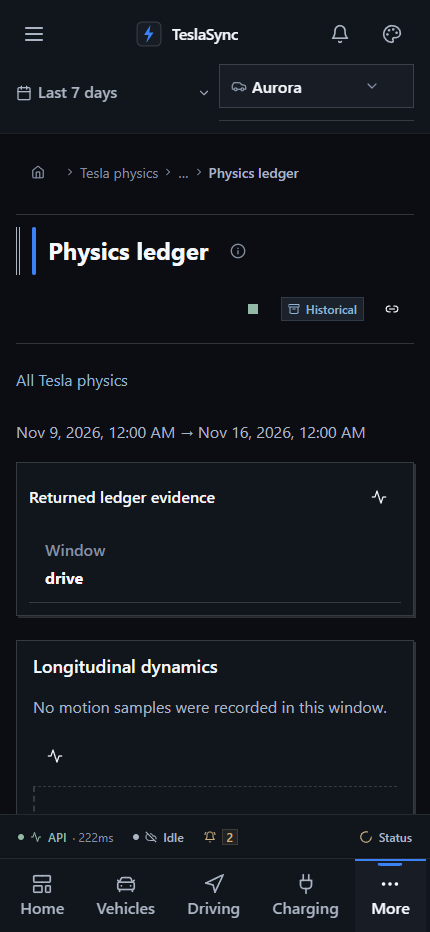 TeslaSync
Last 7 days
Aurora
Tesla physics
...
Physics ledger
Physics ledger
Historical
All Tesla physics
Nov 9, 2026, 12:00 AM → Nov 16, 2026, 12:00 AM
Returned ledger evidence
Window
drive
Longitudinal dynamics
No motion samples were recorded in this window.
API · 222ms
Idle
2
Status
Home
Vehicles
Driving
Charging
More